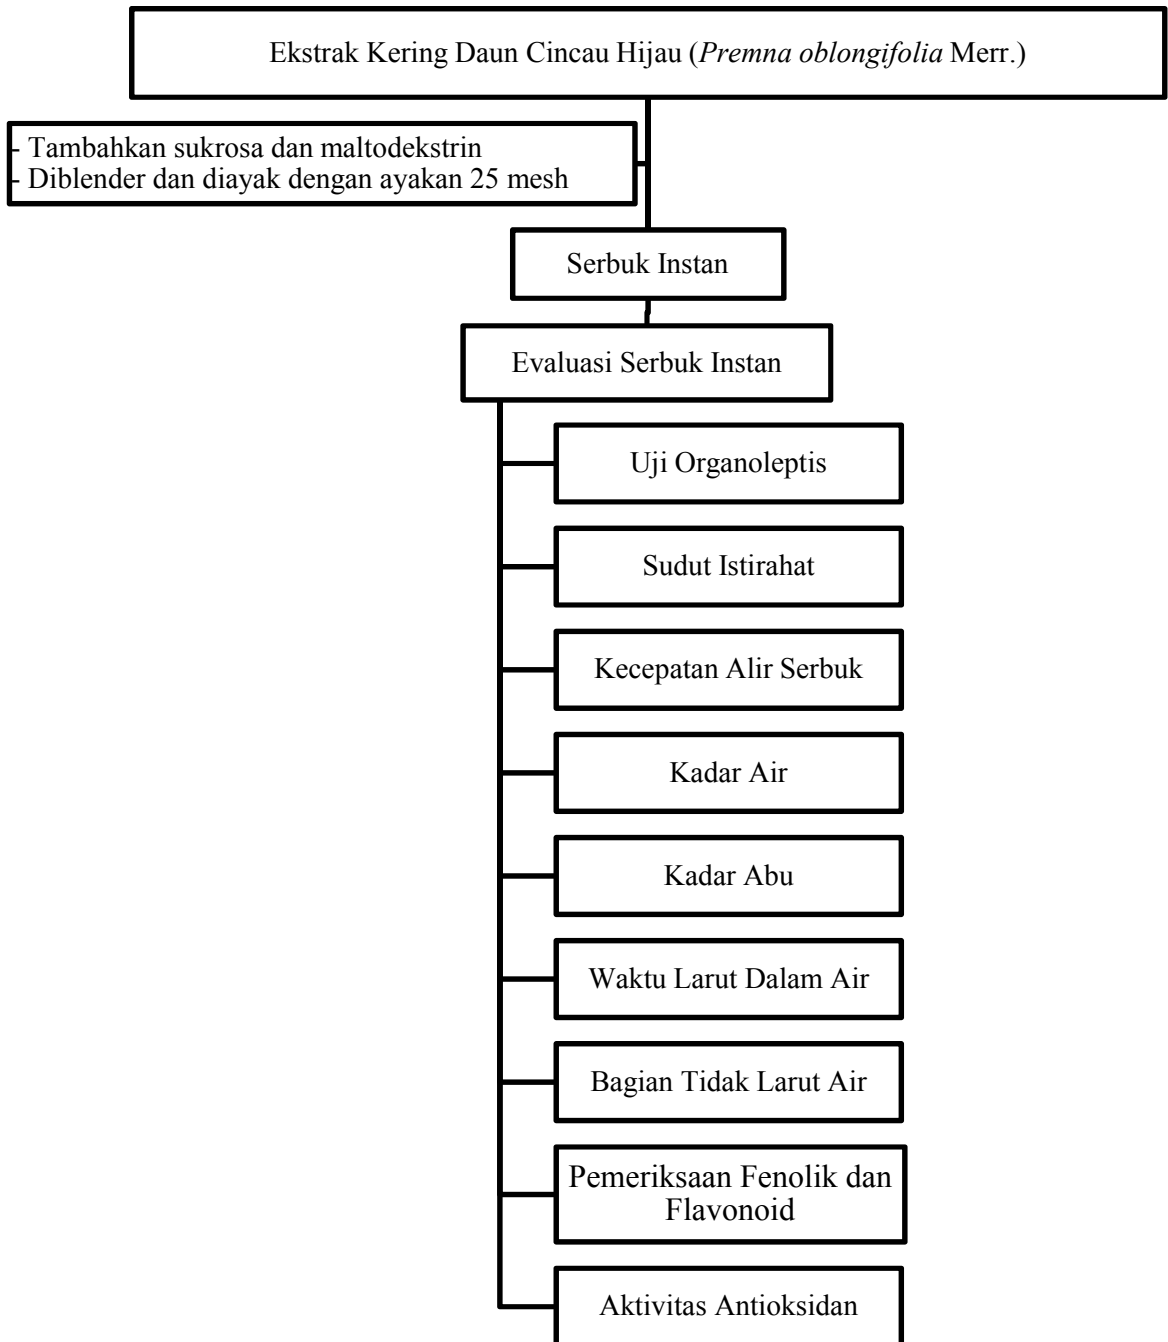 Ekstrak Kering Daun Cincau Hijau (Premna oblongifolia Merr.)
- Tambahkan sukrosa dan maltodekstrin
- Diblender dan diayak dengan ayakan 25 mesh
Serbuk Instan
Evaluasi Serbuk Instan
Uji Organoleptis
Sudut Istirahat
Kecepatan Alir Serbuk
Kadar Air
Kadar Abu
Waktu Larut Dalam Air
Bagian Tidak Larut Air
Pemeriksaan Fenolik dan
Flavonoid
Aktivitas Antioksidan